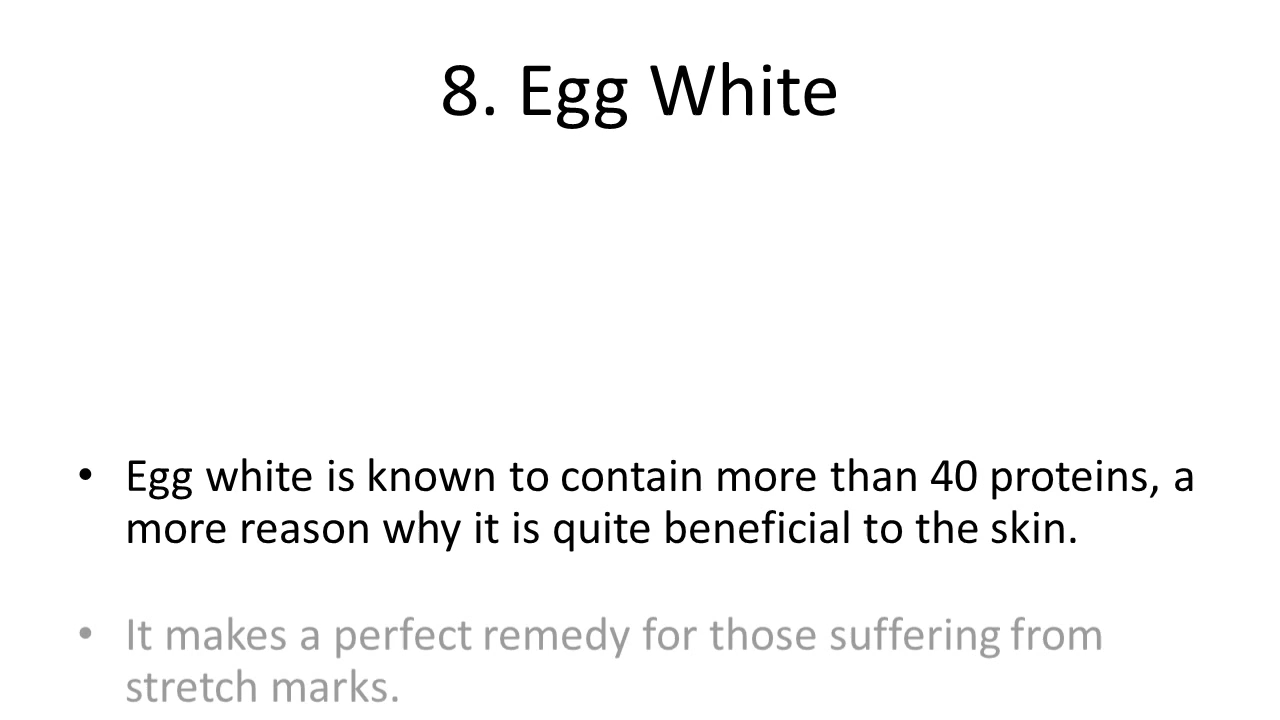 8. Egg White
• Egg white is known to contain more than 40 proteins, a
more reason why it is quite beneficial to the skin.
• It makes a perfect remedy for those suffering from
stretch marks.